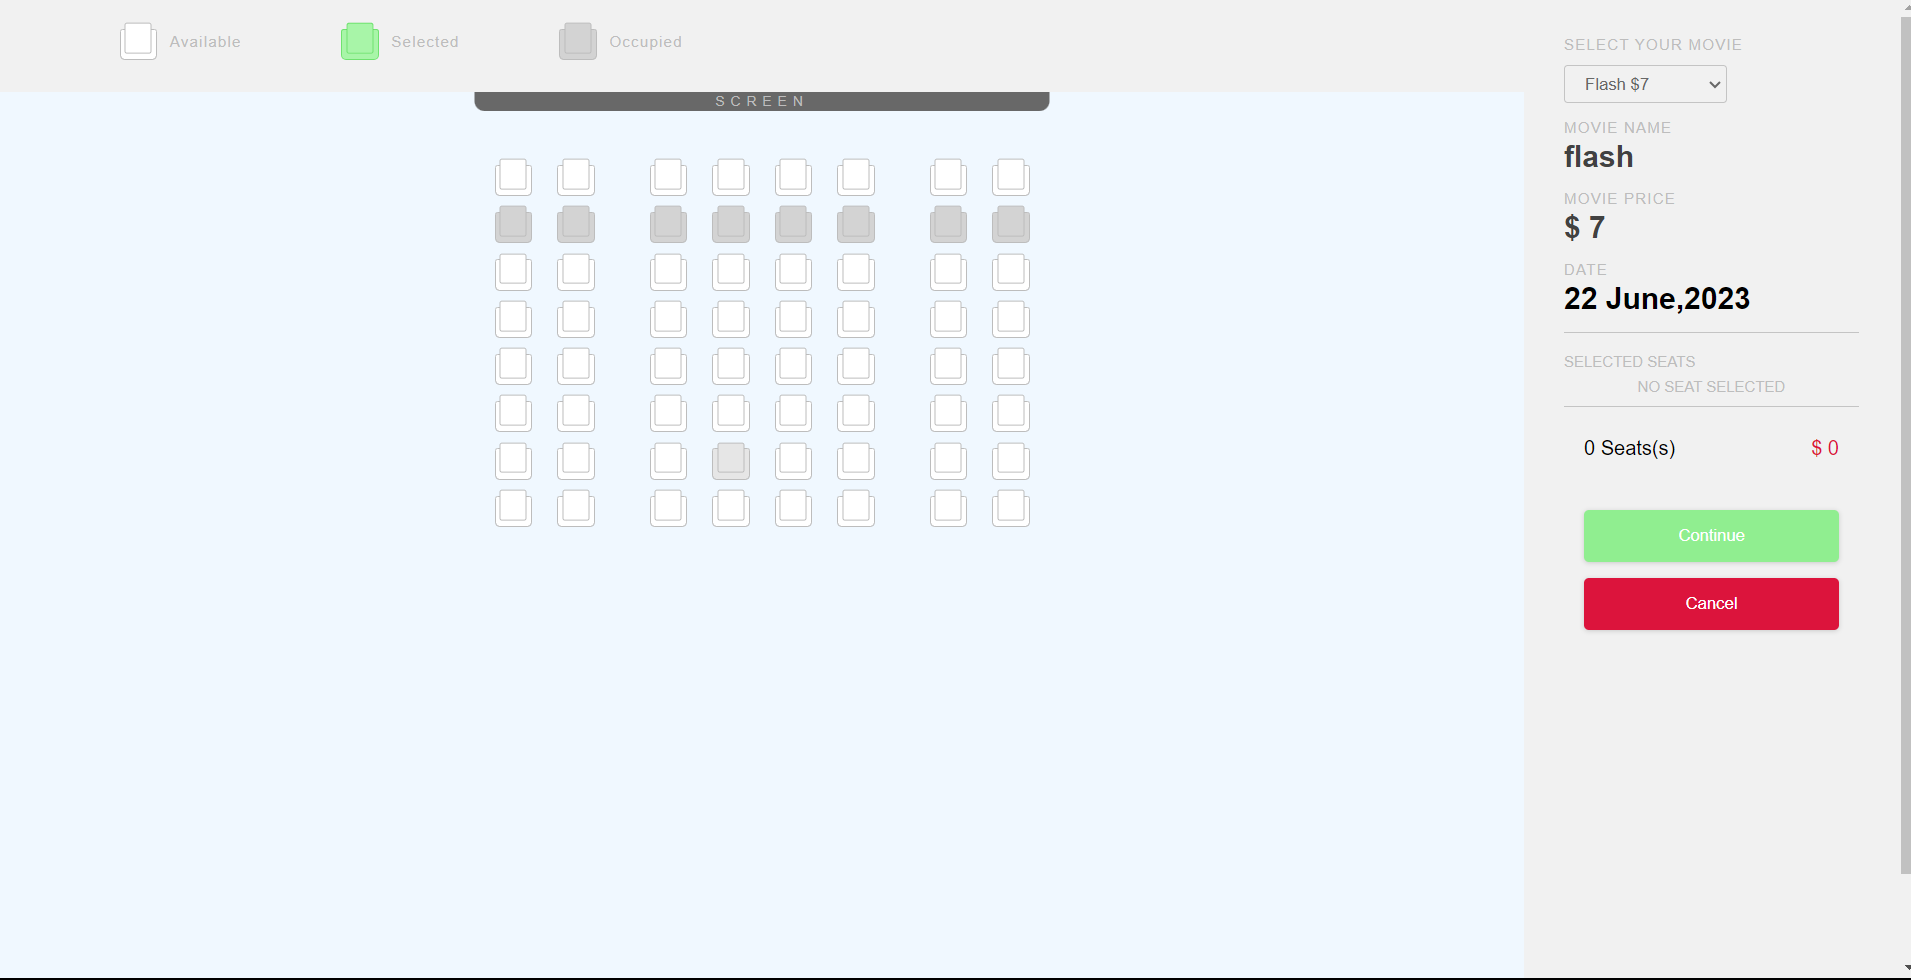 Available
Selected
Occupied
SCREEN
SELECT YOUR MOVIE
Flash $7
MOVIE NAME
flash
MOVIE PRICE
$ 7
DATE
22 June,2023
SELECTED SEATS
NO SEAT SELECTED
0 Seats(s) $ 0
Continue
Cancel